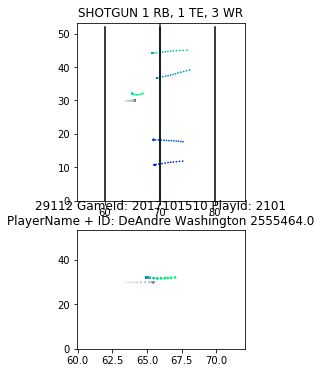 SHOTGUN 1 RB, 1 TE, 3 WR
50
40
30
20
10
0
60 70 80
29112 GameId: 2017101510 PlayId: 2101
PlayerName + ID: DeAndre Washington 2555464.0
40
20
0
60.0 62.5 65.0 67.5 70.0